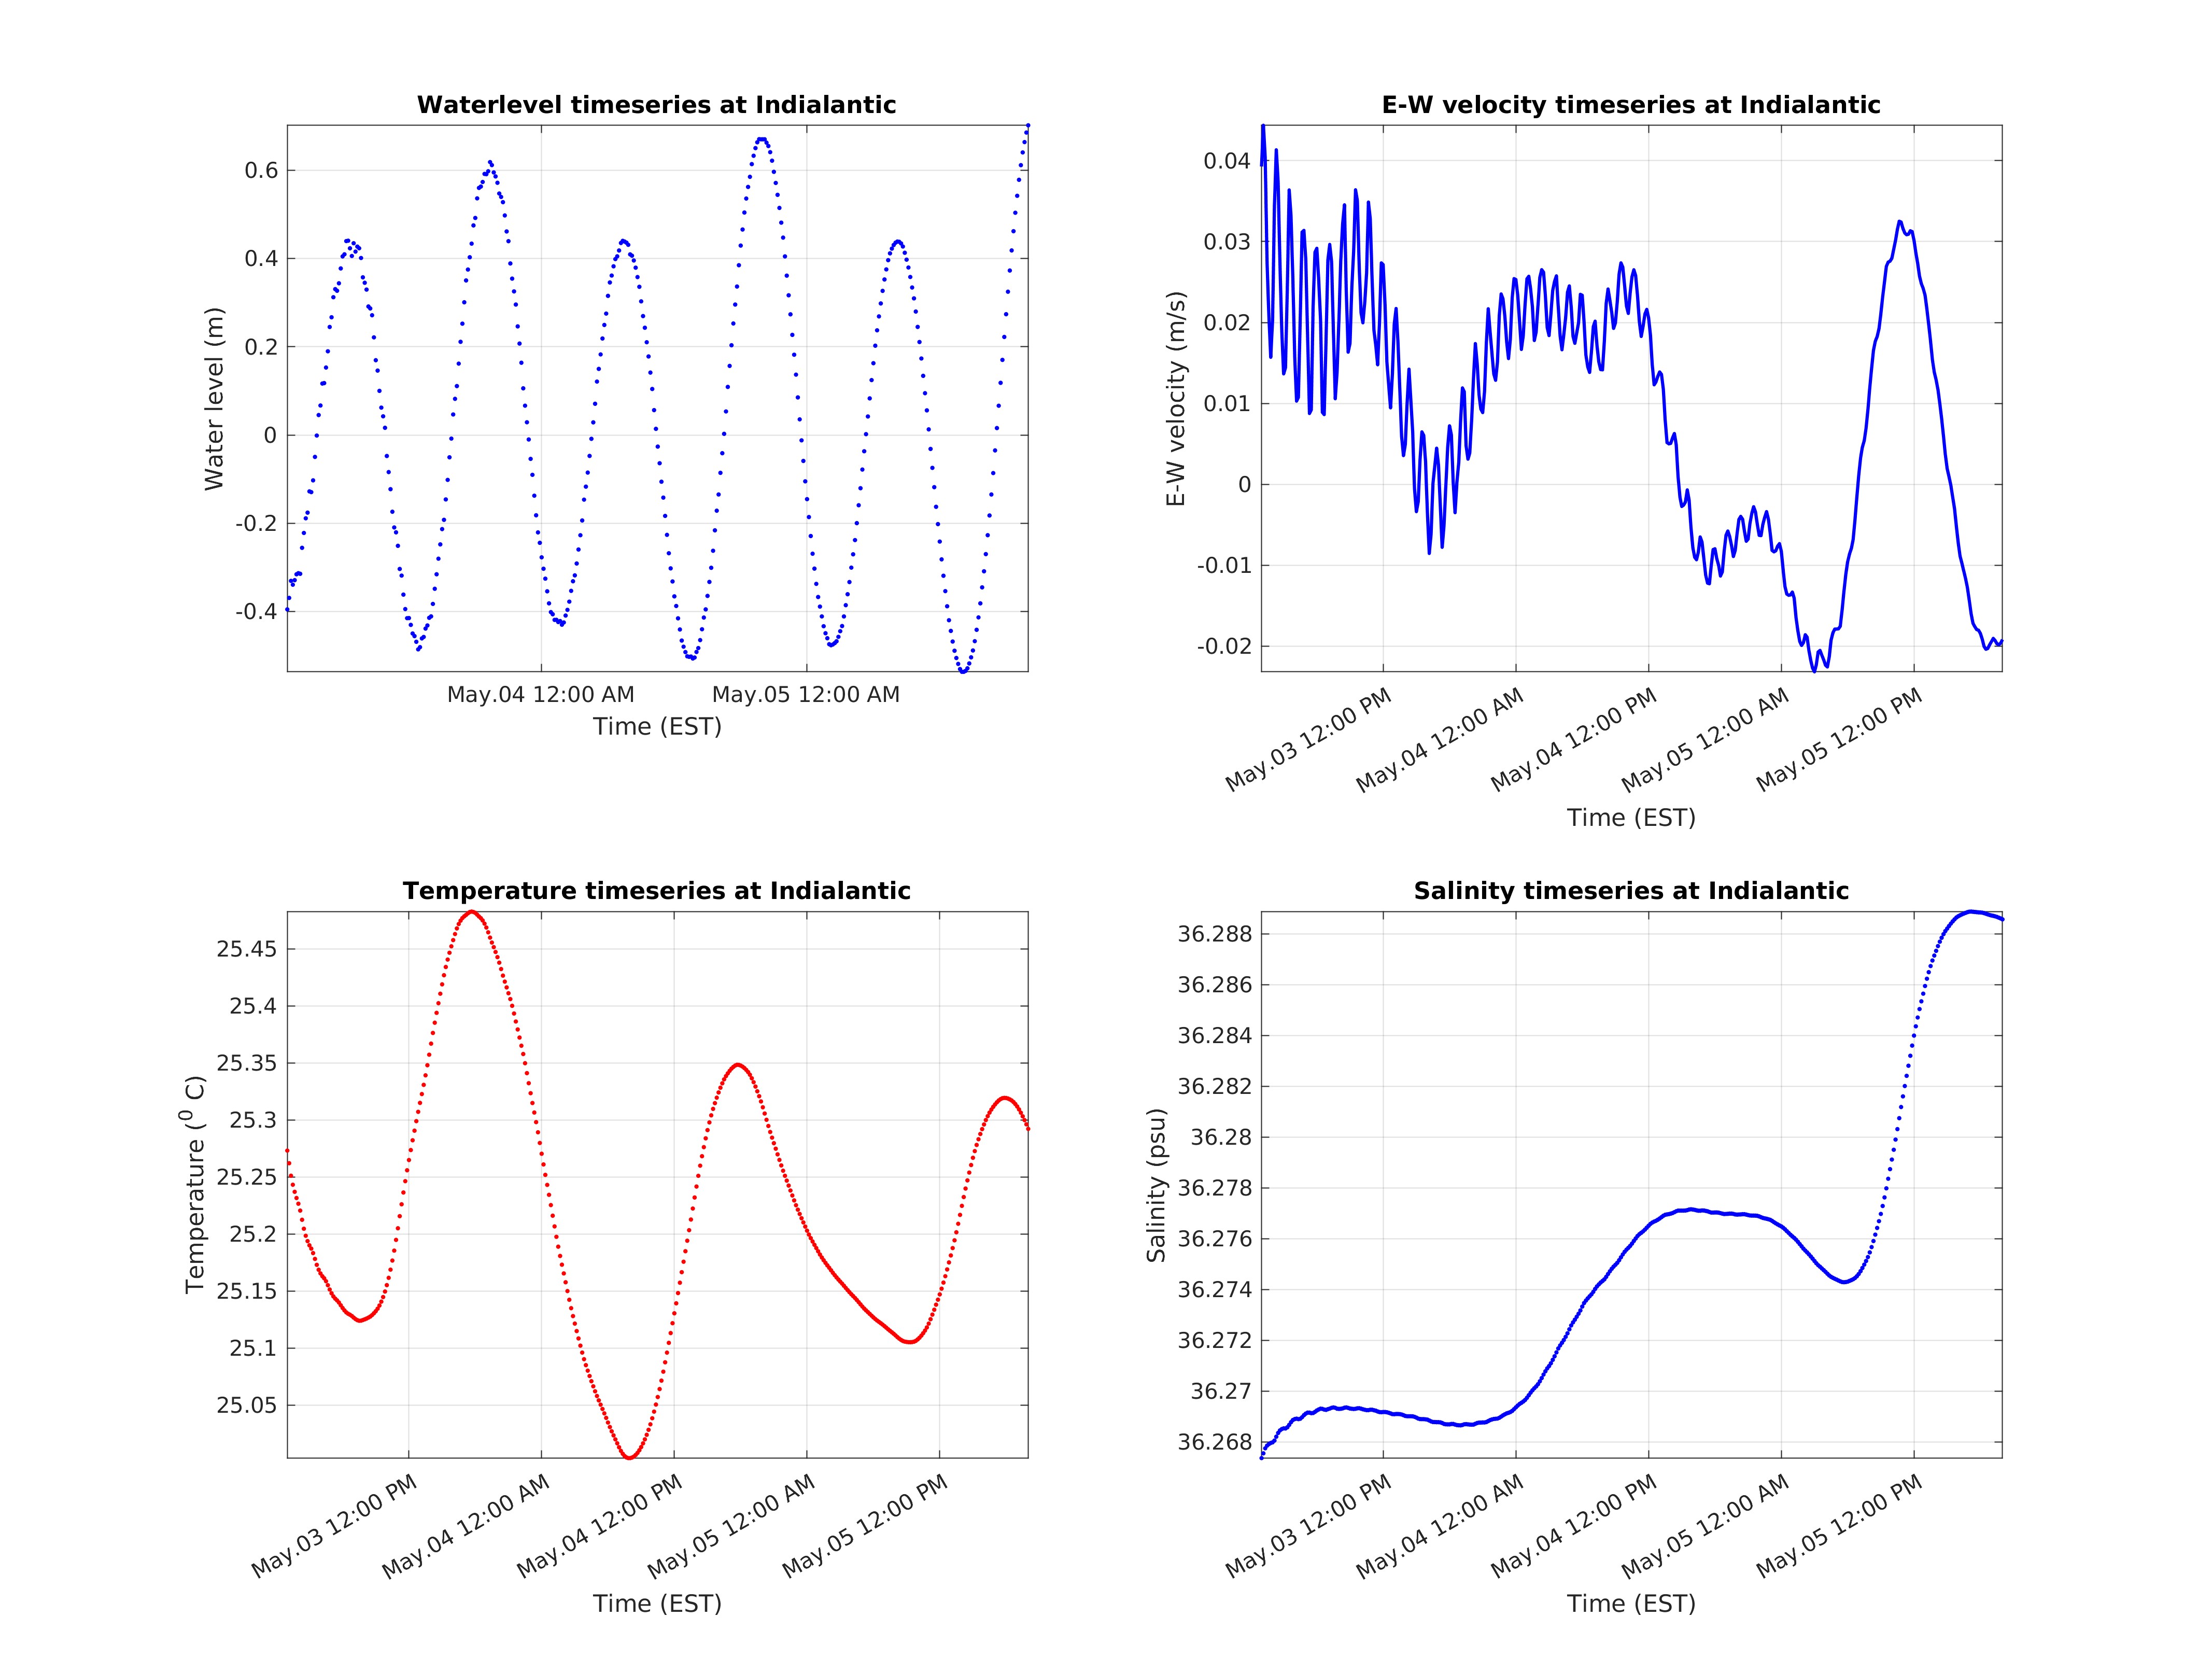 Waterlevel timeseries at Indialantic
0.6
0.4
0.2
0
-0.2
-0.4
Water level (m)
May.04 12:00 AM
May.05 12:00 AM
Time (EST)
E-W velocity timeseries at Indialantic
0.04
0.03
0.02
0.01
0
-0.01
-0.02
E-W velocity (m/s)
May.03 12:00 PM
May.04 12:00 AM
May.04 12:00 PM
May.05 12:00 AM
May.05 12:00 PM
Time (EST)
Temperature timeseries at Indialantic
25.45
25.4
25.35
25.3
25.25
25.2
25.15
25.1
25.05
Temperature (⁰ C)
May.03 12:00 PM
May.04 12:00 AM
May.04 12:00 PM
May.05 12:00 AM
May.05 12:00 PM
Time (EST)
Salinity timeseries at Indialantic
36.288
36.286
36.284
36.282
36.28
36.278
36.276
36.274
36.272
36.27
36.268
Salinity (psu)
May.03 12:00 PM
May.04 12:00 AM
May.04 12:00 PM
May.05 12:00 AM
May.05 12:00 PM
Time (EST)